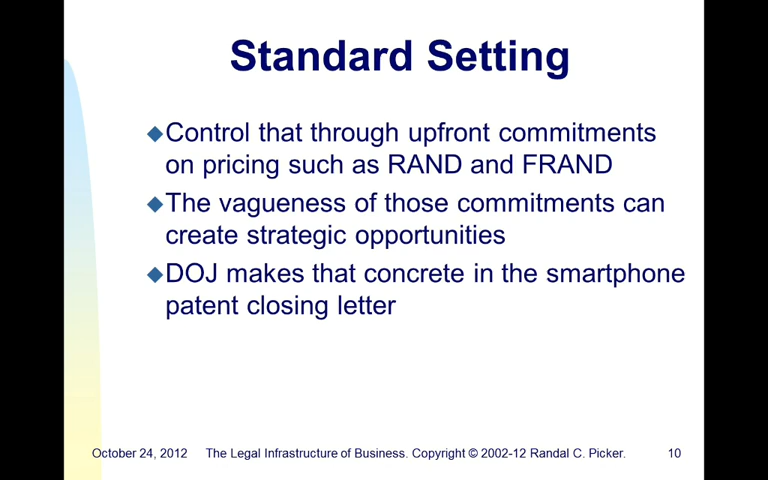 Standard Setting
◆Control that through upfront commitments
on pricing such as RAND and FRAND
◆The vagueness of those commitments can
create strategic opportunities
◆DOJ makes that concrete in the smartphone
patent closing letter
October 24, 2012 The Legal Infrastructure of Business. Copyright © 2002-12 Randal C. Picker. 10